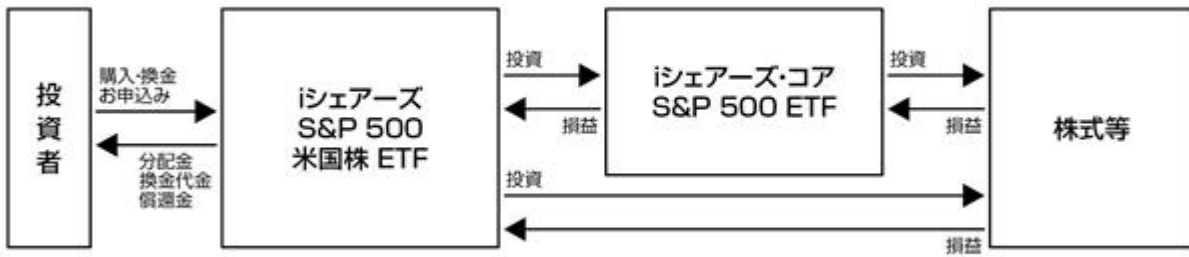 投資者
購入・換金
お申込み
分配金
換金代金
償還金
iシェアーズ
S&P 500
米国株 ETF
投資
損益
iシェアーズ・コア
S&P 500 ETF
投資
損益
投資
損益
株式等